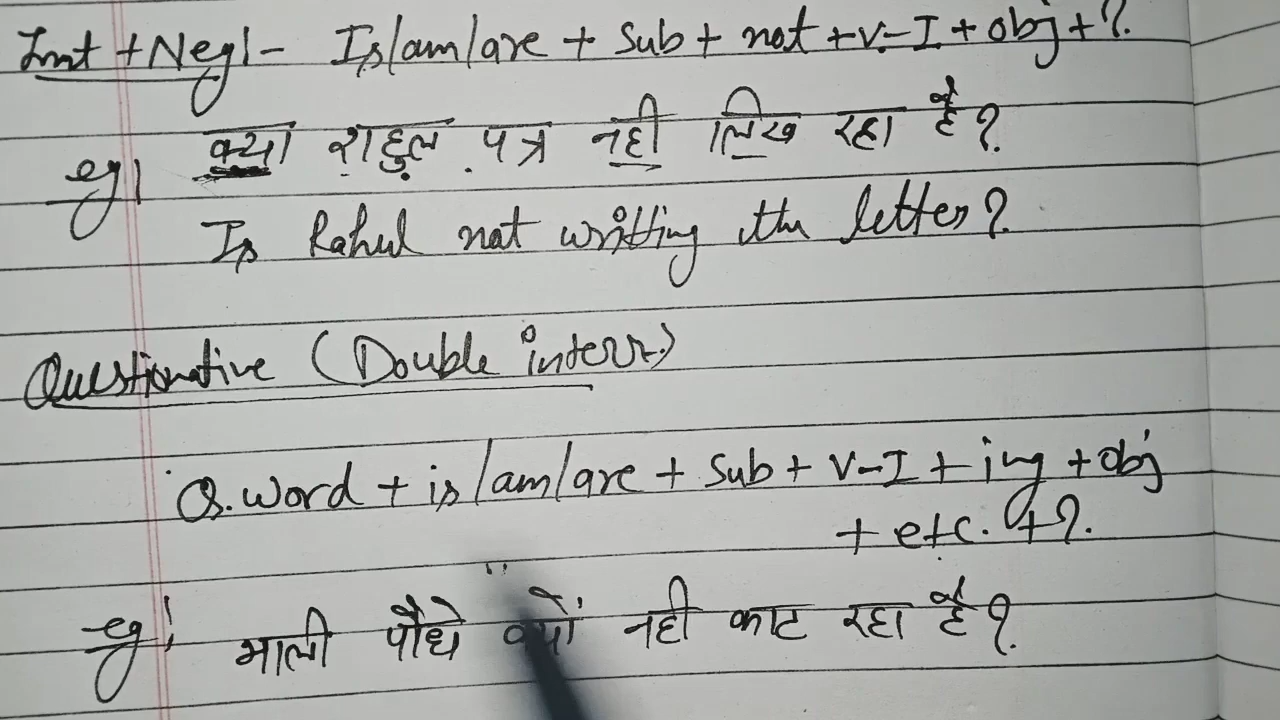 Int + Neg|- Is/am/are + Sub + not + v-I + obj + ?.
eg| क्या राहुल पत्र नही लिख रहा है ?
Is Rahul not writting the letter ?
Questionative (Double interr.)
Q. word + is/am/are + Sub + v-I + ing + obj
+ etc. + ?.
eg! माली पौधे क्यों नही काट रहा है ?